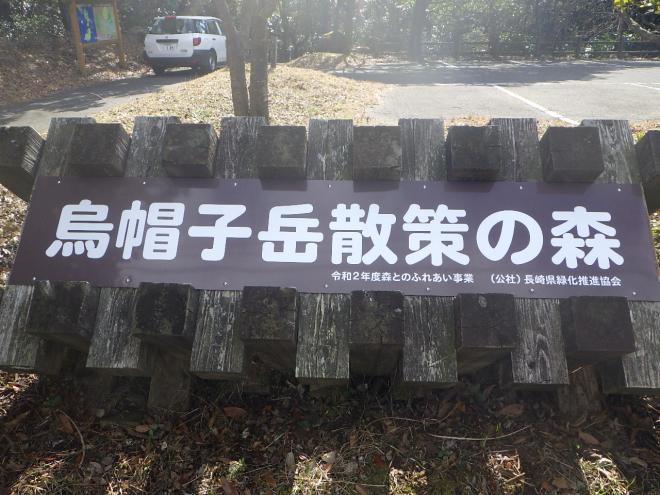 烏帽子岳散策の森
令和2年度森とのふれあい事業 (公社)長崎県緑化推進協会